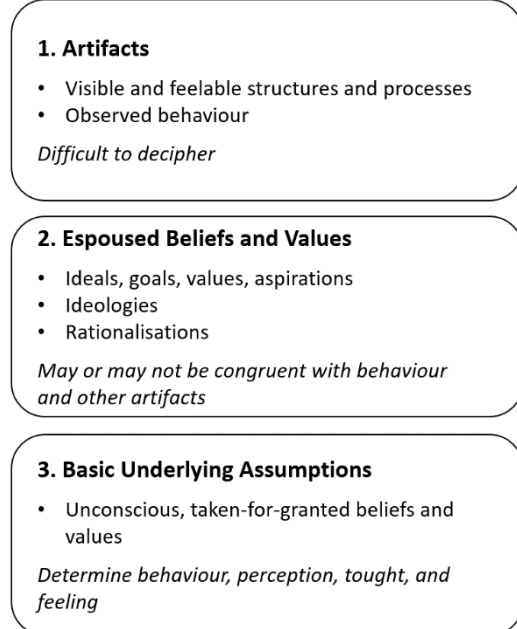 1. Artifacts
• Visible and feelable structures and processes
• Observed behaviour
Difficult to decipher
2. Espoused Beliefs and Values
• Ideals, goals, values, aspirations
• Ideologies
• Rationalisations
May or may not be congruent with behaviour
and other artifacts
3. Basic Underlying Assumptions
• Unconscious, taken-for-granted beliefs and
values
Determine behaviour, perception, tought, and
feeling